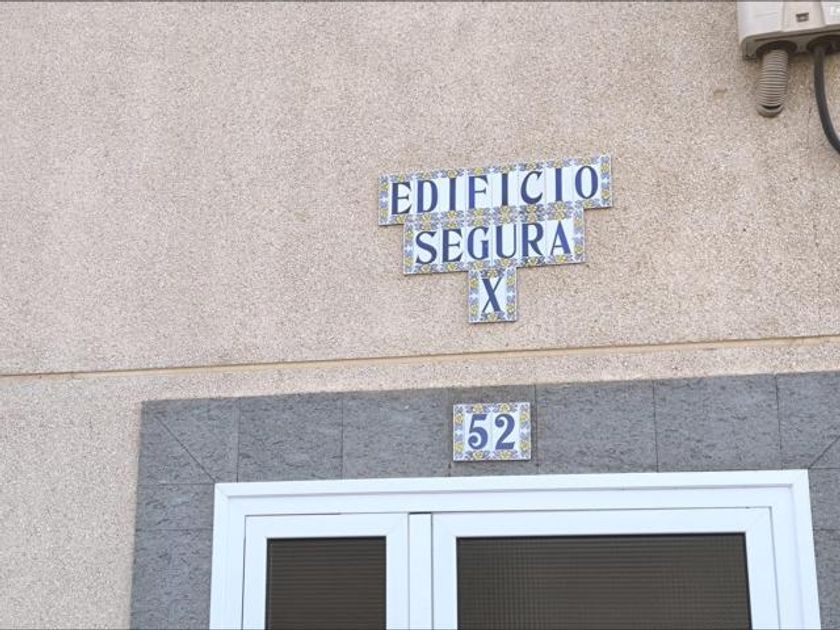 EDIFICIO
SEGURA
X
52